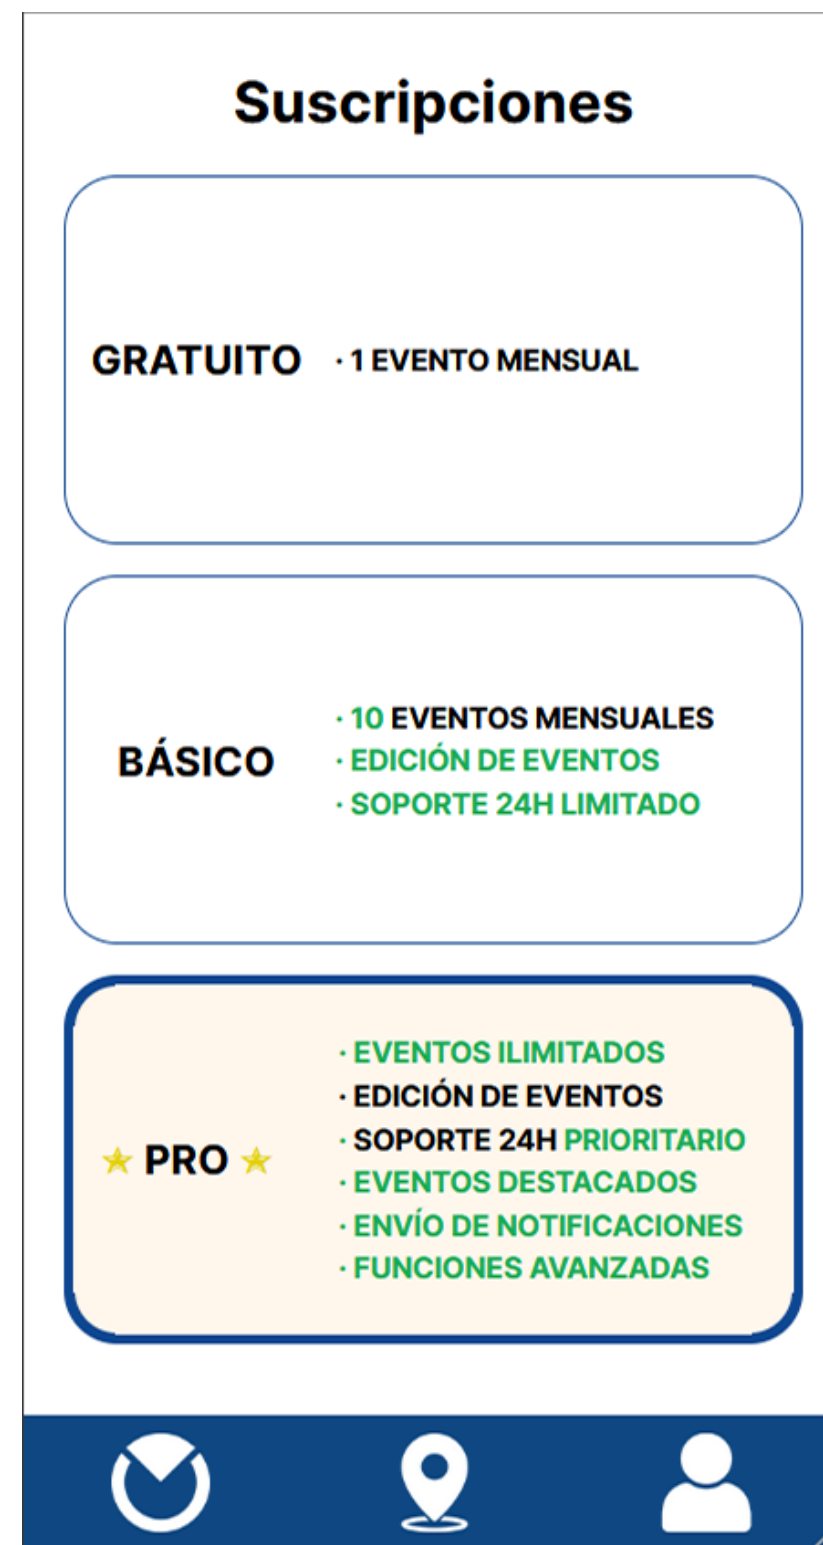 Suscripciones
GRATUITO
· 1 EVENTO MENSUAL
BÁSICO
· 10 EVENTOS MENSUALES
· EDICIÓN DE EVENTOS
· SOPORTE 24H LIMITADO
PRO
· EVENTOS ILIMITADOS
· EDICIÓN DE EVENTOS
· SOPORTE 24H PRIORITARIO
· EVENTOS DESTACADOS
· ENVÍO DE NOTIFICACIONES
· FUNCIONES AVANZADAS